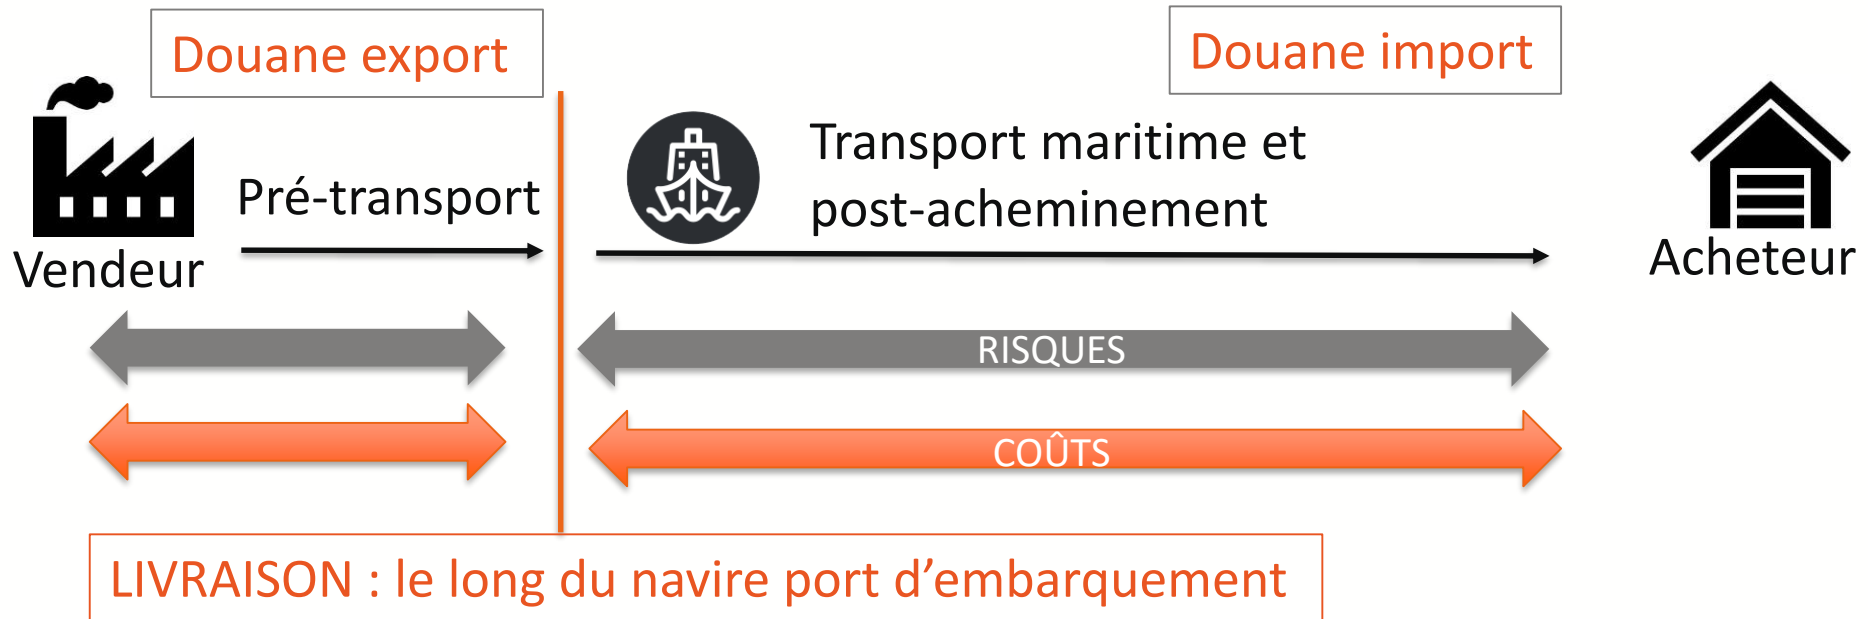 Douane export
Douane import
Transport maritime et
post-acheminement
Pré-transport
Vendeur
Acheteur
RISQUES
COÛTS
LIVRAISON : le long du navire port d’embarquement